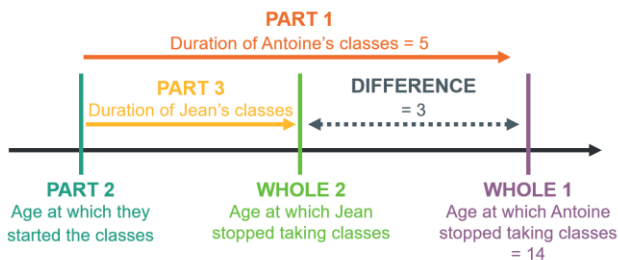 PART 1
Duration of Antoine's classes = 5
PART 3
Duration of Jean's classes
DIFFERENCE
= 3
PART 2
Age at which they
started the classes
WHOLE 2
Age at which Jean
stopped taking classes
WHOLE 1
Age at which Antoine
stopped taking classes
= 14